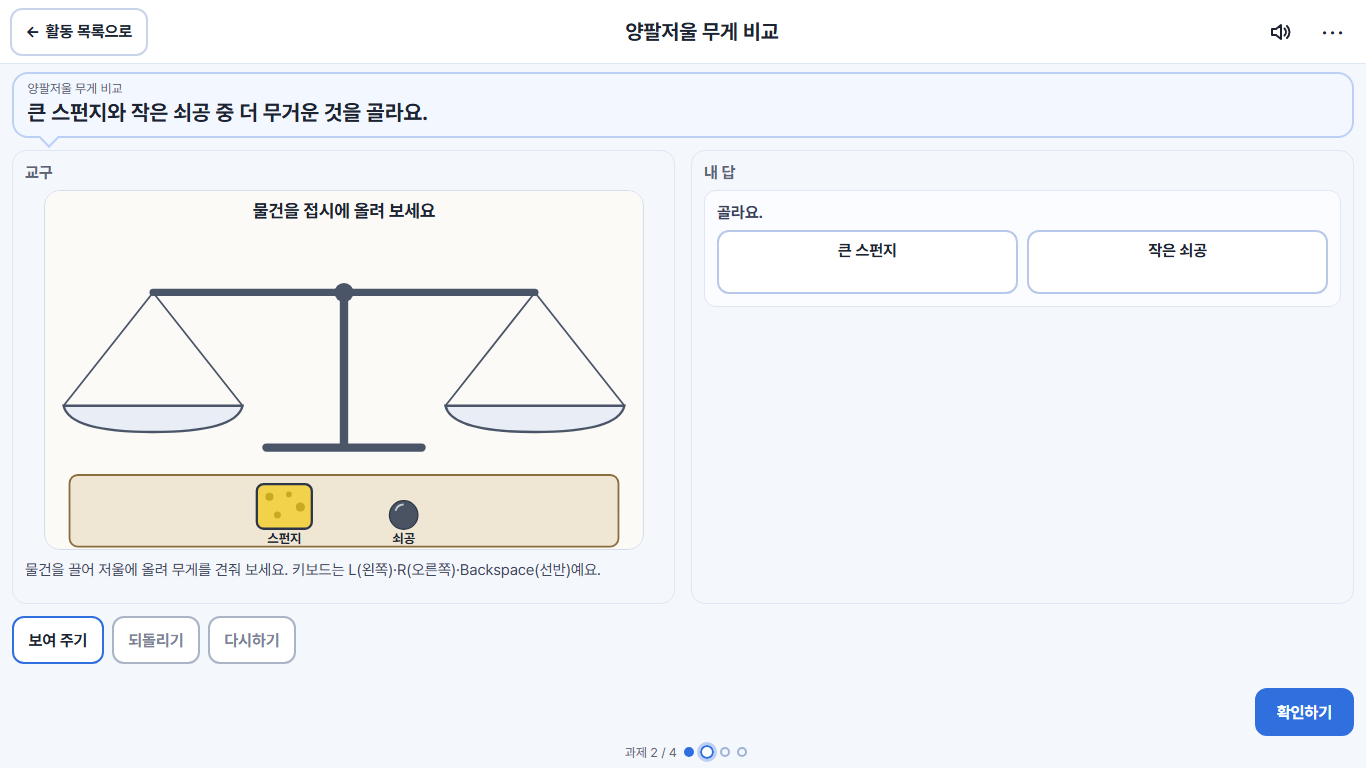 ← 활동 목록으로
양팔저울 무게 비교
양팔저울 무게 비교
큰 스펀지와 작은 쇠공 중 더 무거운 것을 골라요.
교구
물건을 접시에 올려 보세요
스펀지
쇠공
물건을 끌어 저울에 올려 무게를 견줘 보세요. 키보드는 L(왼쪽)·R(오른쪽)·Backspace(선반)예요.
내 답
골라요.
큰 스펀지
작은 쇠공
보여 주기
되돌리기
다시하기
확인하기
과제 2 / 4